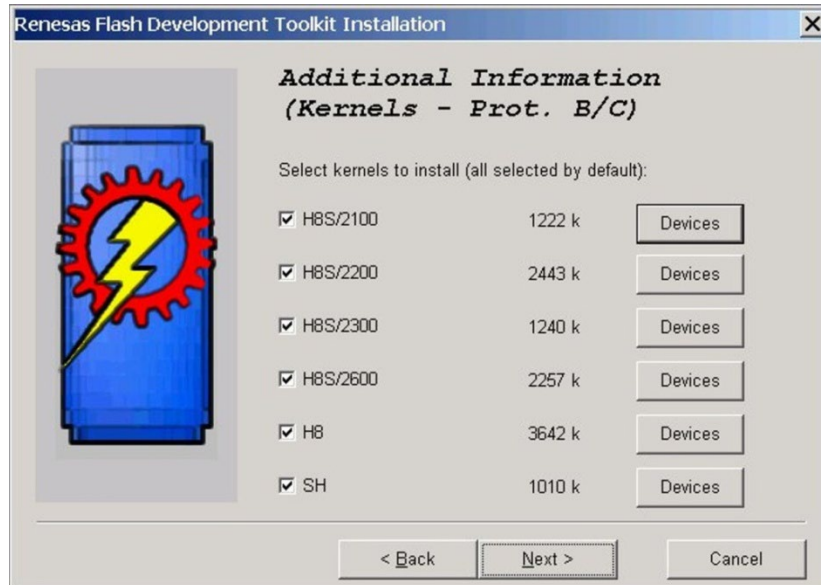 Renesas Flash Development Toolkit Installation
Additional Information
(Kernels - Prot. B/C)
Select kernels to install (all selected by default):
H8S/2100 1222 k Devices
H8S/2200 2443 k Devices
H8S/2300 1240 k Devices
H8S/2600 2257 k Devices
H8 3642 k Devices
SH 1010 k Devices
< Back Next > Cancel